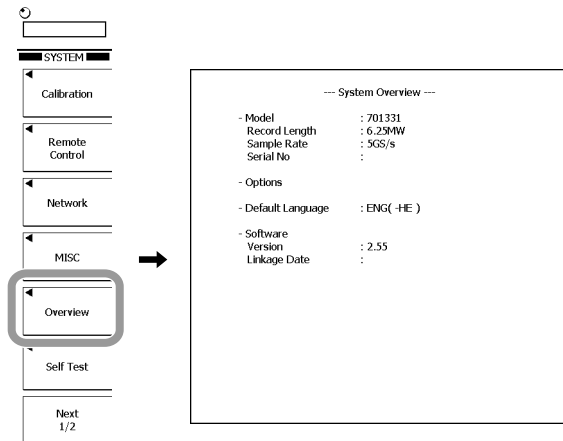 SYSTEM
Calibration
Remote
Control
Network
MISC
Overview
Self Test
Next
1/2
--- System Overview ---
- Model : 701331
Record Length : 6.25MW
Sample Rate : 5GS/s
Serial No :
- Options
- Default Language : ENG( -HE )
- Software
Version : 2.55
Linkage Date :